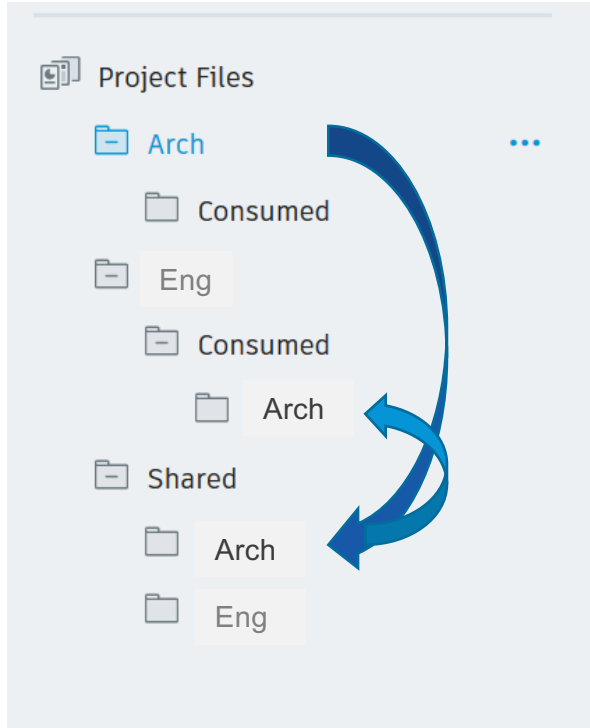 Project Files
Arch
Consumed
Eng
Consumed
Arch
Shared
Arch
Eng